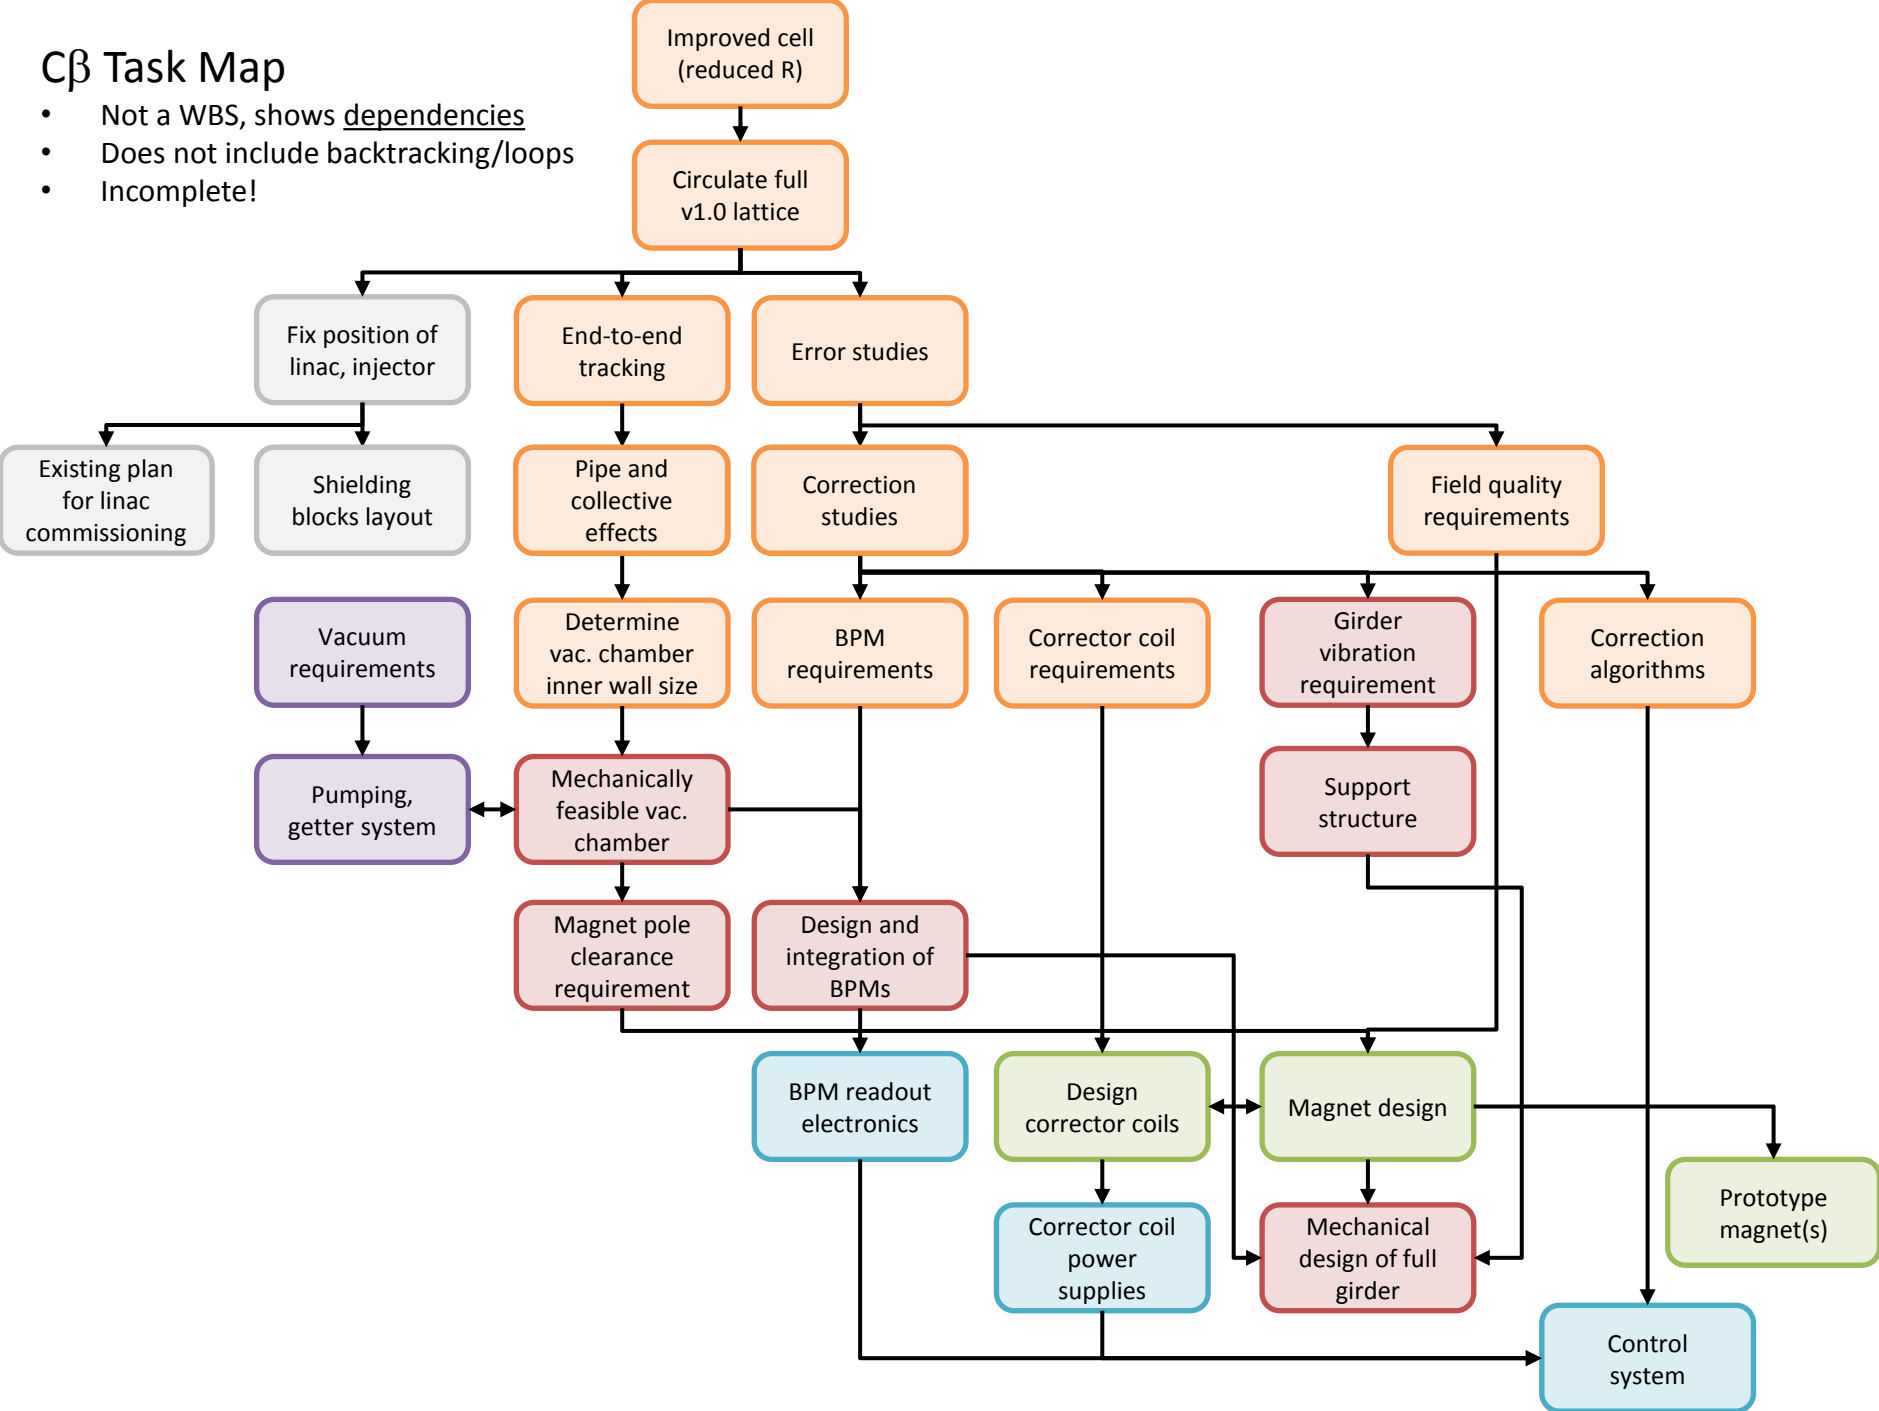 Cβ Task Map
• Not a WBS, shows dependencies
• Does not include backtracking/loops
• Incomplete!
Improved cell
(reduced R)
Circulate full
v1.0 lattice
Fix position of
linac, injector
End-to-end
tracking
Error studies
Existing plan
for linac
commissioning
Shielding
blocks layout
Pipe and
collective
effects
Correction
studies
Field quality
requirements
Vacuum
requirements
Determine
vac. chamber
inner wall size
BPM
requirements
Corrector coil
requirements
Girder
vibration
requirement
Correction
algorithms
Pumping,
getter system
Mechanically
feasible vac.
chamber
Support
structure
Magnet pole
clearance
requirement
Design and
integration of
BPMs
BPM readout
electronics
Design
corrector coils
Magnet design
Prototype
magnet(s)
Corrector coil
power
supplies
Mechanical
design of full
girder
Control
system